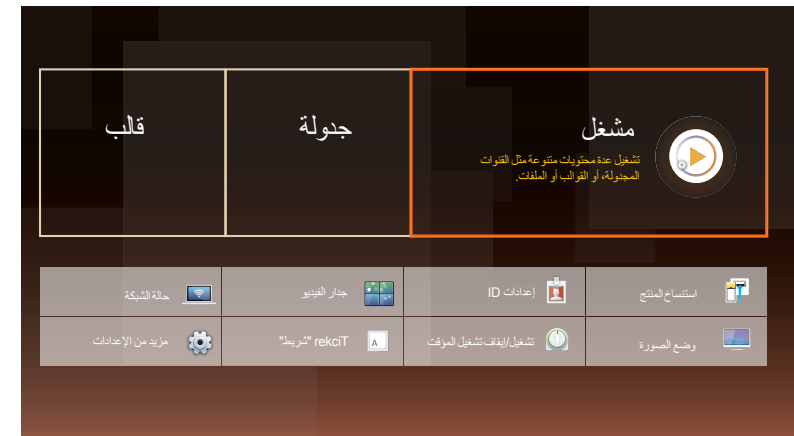 مشغل
تشغيل عدة محتويات متنوعة مثل القنوات
المجدولة، أو القوالب أو الملفات.
جدولة
قالب
استنساخ المنتج
إعدادات ID
جدار الفيديو
حالة الشبكة
وضع الصورة
تشغيل/إيقاف تشغيل المؤقت
rekciT "شريط"
A
مزيد من الإعدادات